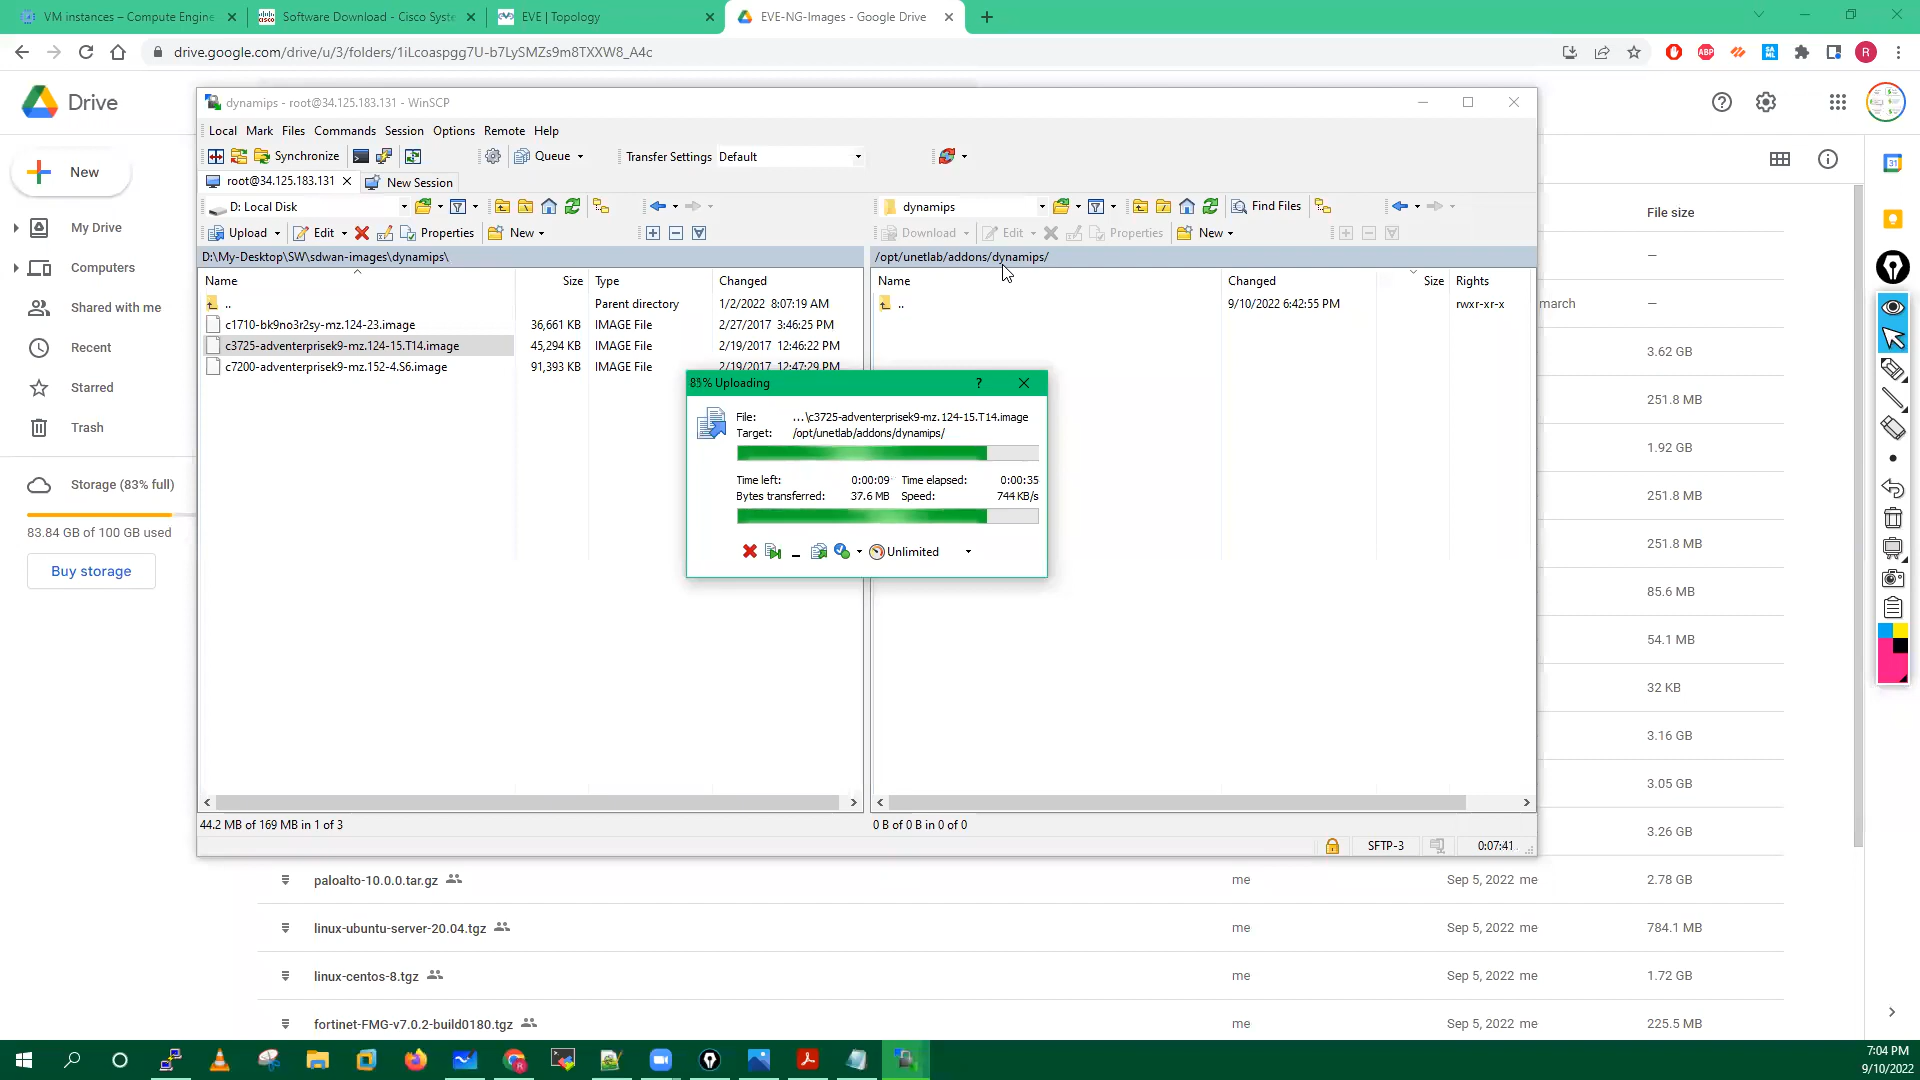 VM instances – Compute Engine
Software Download - Cisco Syste
EVE | Topology
EVE-NG-Images - Google Drive
drive.google.com/drive/u/3/folders/1iLcoaspgg7U-b7LySMZs9m8TXXW8_A4c
ABP
R
Drive
dynamips - root@34.125.183.131 - WinSCP
Local Mark Files Commands Session Options Remote Help
Synchronize
Queue
Transfer Settings Default
root@34.125.183.131
New Session
New
My Drive
Computers
Shared with me
Recent
Starred
Trash
Storage (83% full)
83.84 GB of 100 GB used
Buy storage
D: Local Disk
Upload Edit Properties New
D:\My-Desktop\SW\sdwan-images\dynamips\
Name Size Type Changed
.. Parent directory 1/2/2022 8:07:19 AM
c1710-bk9no3r2sy-mz.124-23.image 36,661 KB IMAGE File 2/27/2017 3:46:25 PM
c3725-adventerprisek9-mz.124-15.T14.image 45,294 KB IMAGE File 2/19/2017 12:46:22 PM
c7200-adventerprisek9-mz.152-4.S6.image 91,393 KB IMAGE File 2/19/2017 12:47:29 PM
dynamips
Find Files
Download Edit Properties New
/opt/unetlab/addons/dynamips/
Name Changed Size Rights
.. 9/10/2022 6:42:55 PM rwxr-xr-x
83% Uploading ?
File: ...\c3725-adventerprisek9-mz.124-15.T14.image
Target: /opt/unetlab/addons/dynamips/
Time left: 0:00:09 Time elapsed: 0:00:35
Bytes transferred: 37.6 MB Speed: 744 KB/s
Unlimited
44.2 MB of 169 MB in 1 of 3
0 B of 0 B in 0 of 0
SFTP-3
0:07:41
File size
—
march —
3.62 GB
251.8 MB
1.92 GB
251.8 MB
251.8 MB
85.6 MB
54.1 MB
32 KB
3.16 GB
3.05 GB
3.26 GB
paloalto-10.0.0.tar.gz me Sep 5, 2022 me 2.78 GB
linux-ubuntu-server-20.04.tgz me Sep 5, 2022 me 784.1 MB
linux-centos-8.tgz me Sep 5, 2022 me 1.72 GB
fortinet-FMG-v7.0.2-build0180.tgz me Sep 5, 2022 me 225.5 MB
31
7:04 PM
9/10/2022